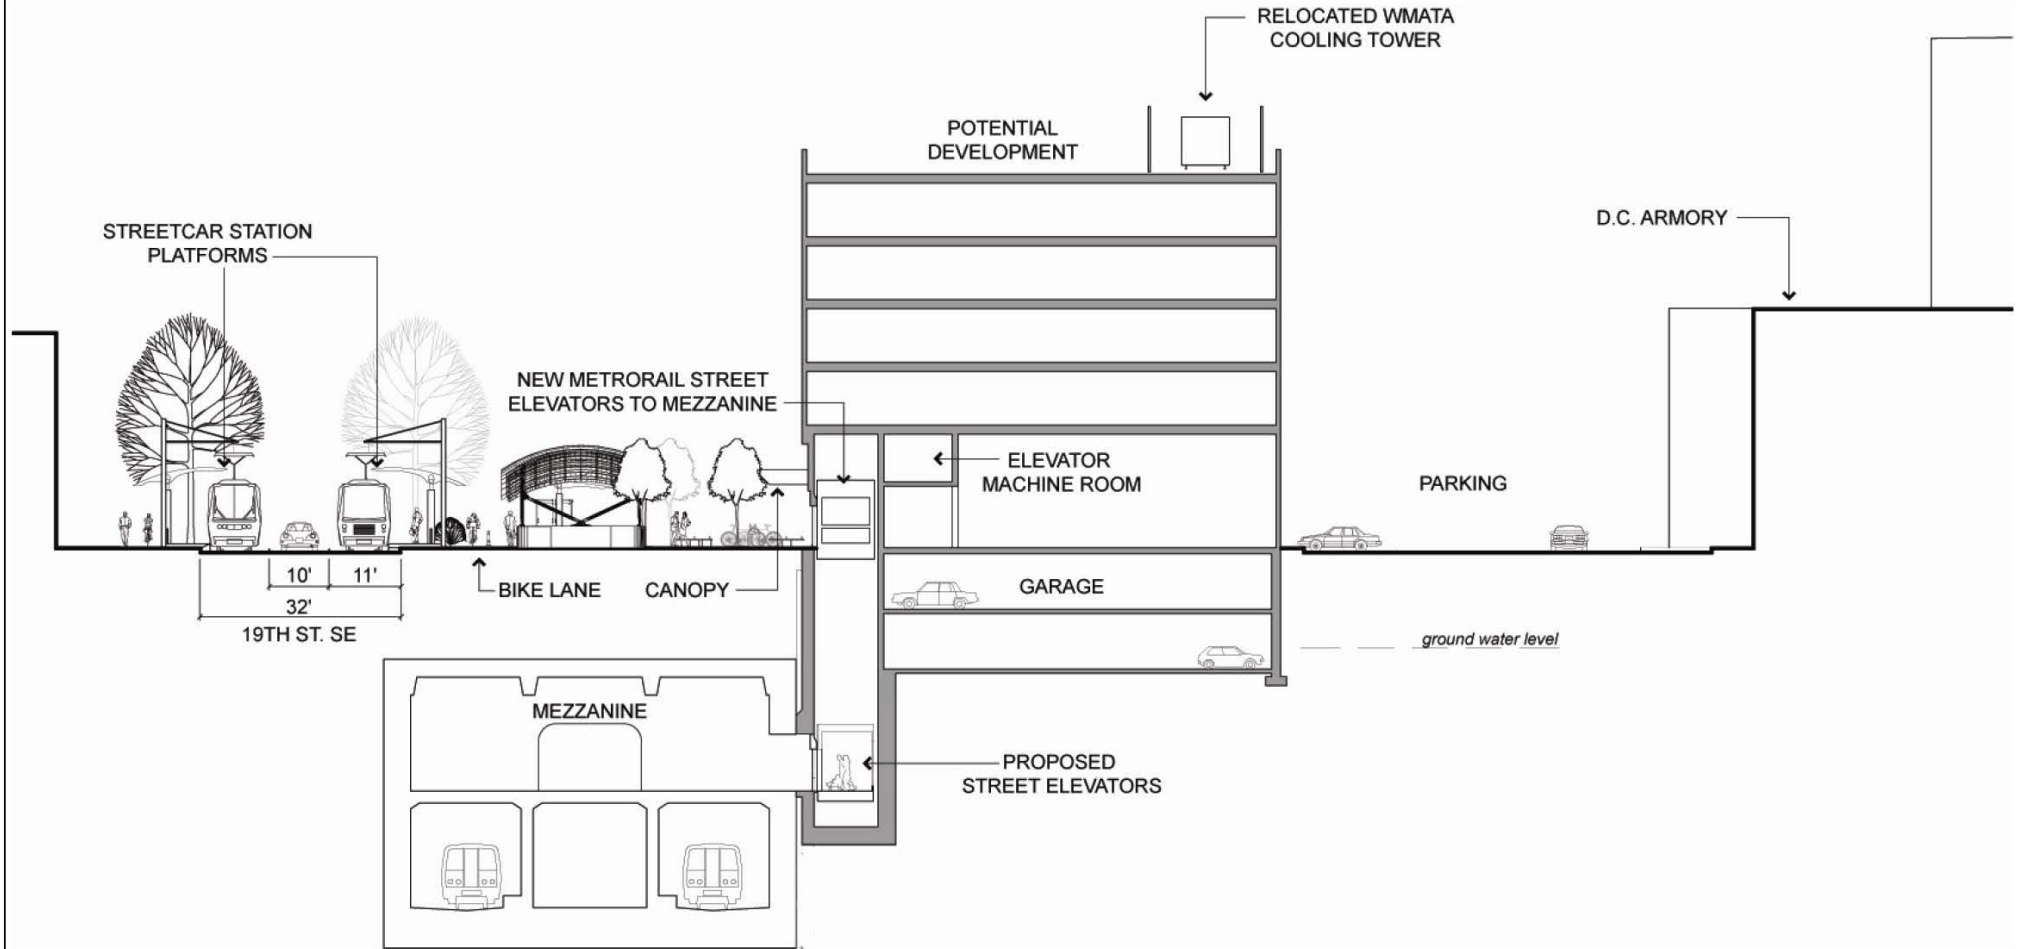 RELOCATED WMATA
COOLING TOWER
POTENTIAL
DEVELOPMENT
D.C. ARMORY
STREETCAR STATION
PLATFORMS
NEW METRORAIL STREET
ELEVATORS TO MEZZANINE
ELEVATOR
MACHINE ROOM
PARKING
10'
11'
BIKE LANE
CANOPY
GARAGE
32'
19TH ST. SE
ground water level
MEZZANINE
PROPOSED
STREET ELEVATORS